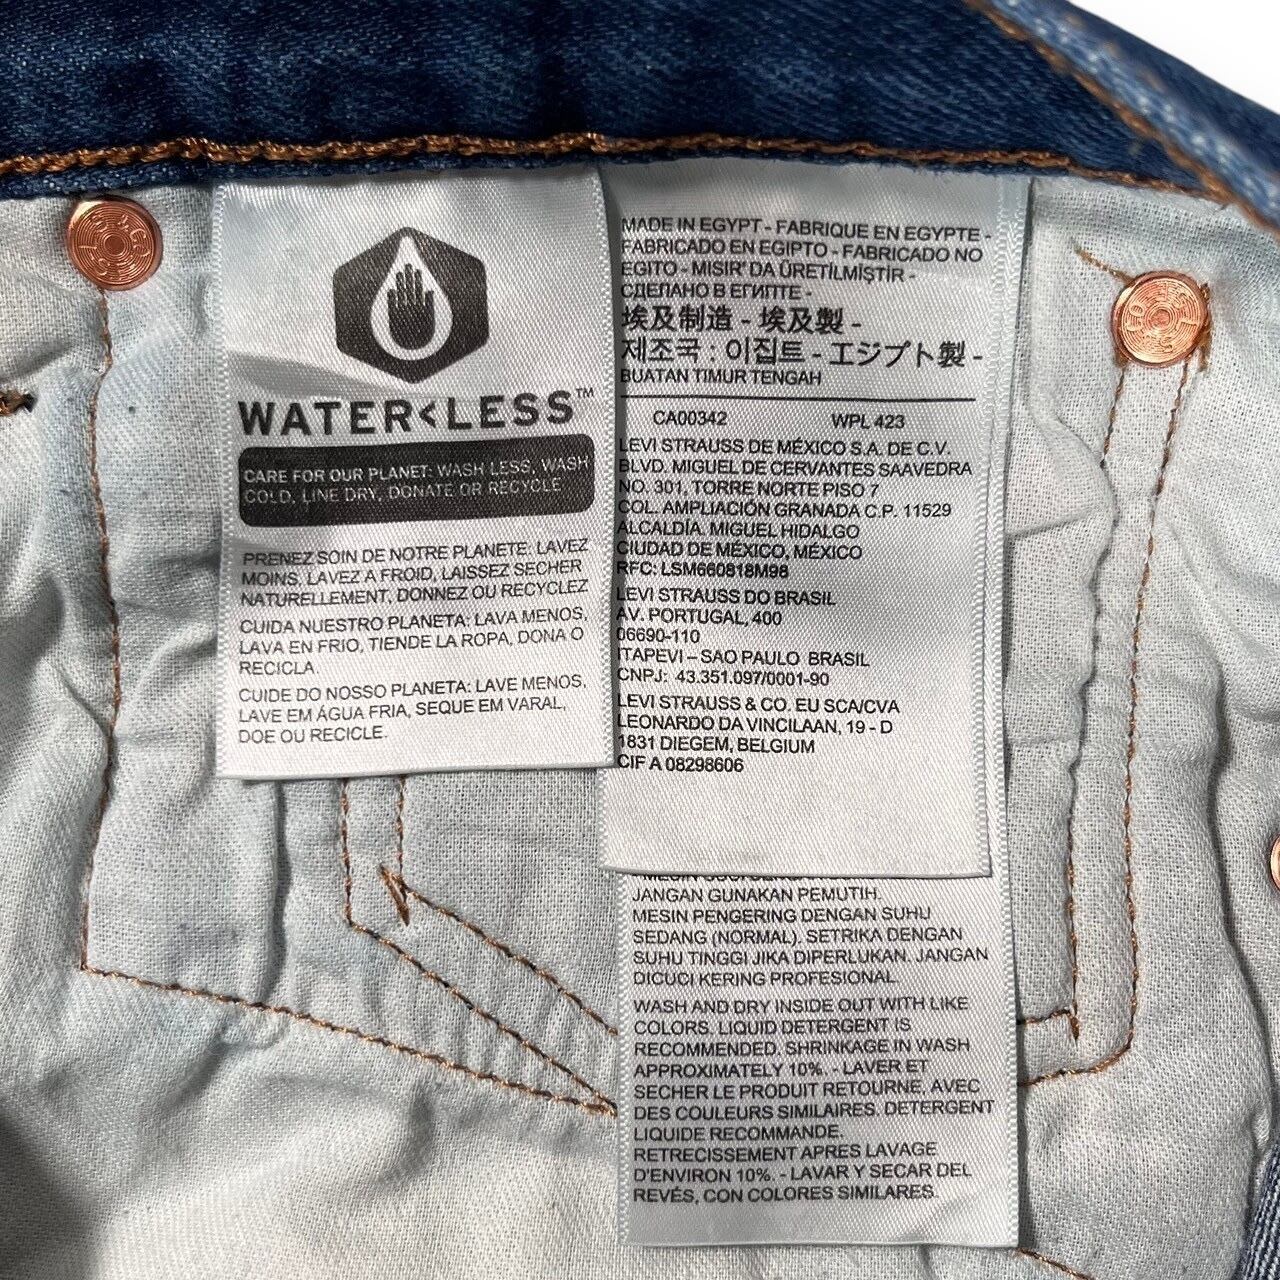 WATER<LESS™
CARE FOR OUR PLANET: WASH LESS, WASH
COLD, LINE DRY, DONATE OR RECYCLE
PRENEZ SOIN DE NOTRE PLANETE: LAVEZ
MOINS, LAVEZ A FROID, LAISSEZ SECHER
NATURELLEMENT, DONNEZ OU RECYCLEZ
CUIDA NUESTRO PLANETA: LAVA MENOS,
LAVA EN FRIO, TIENDE LA ROPA, DONA O
RECICLA.
CUIDE DO NOSSO PLANETA: LAVE MENOS,
LAVE EM ÁGUA FRIA, SEQUE EM VARAL,
DOE OU RECICLE.
MADE IN EGYPT - FABRIQUE EN EGYPTE -
FABRICADO EN EGIPTO - FABRICADO NO
EGITO - MISIR' DA ÜRETİLMİŞTİR -
СДЕЛАНО В ЕГИПТЕ -
埃及制造 - 埃及製 -
제조국 : 이집트 - エジプト製 -
BUATAN TIMUR TENGAH
CA00342 WPL 423
LEVI STRAUSS DE MÉXICO S.A. DE C.V.
BLVD. MIGUEL DE CERVANTES SAAVEDRA
NO. 301, TORRE NORTE PISO 7
COL. AMPLIACIÓN GRANADA C.P. 11529
ALCALDÍA. MIGUEL HIDALGO
CIUDAD DE MÉXICO, MÉXICO
RFC: LSM660818M98
LEVI STRAUSS DO BRASIL
AV. PORTUGAL, 400
06690-110
ITAPEVI – SAO PAULO BRASIL
CNPJ: 43.351.097/0001-90
LEVI STRAUSS & CO. EU SCA/CVA
LEONARDO DA VINCILAAN, 19 - D
1831 DIEGEM, BELGIUM
CIF A 08298606
JANGAN GUNAKAN PEMUTIH.
MESIN PENGERING DENGAN SUHU
SEDANG (NORMAL). SETRIKA DENGAN
SUHU TINGGI JIKA DIPERLUKAN. JANGAN
DICUCI KERING PROFESIONAL
WASH AND DRY INSIDE OUT WITH LIKE
COLORS. LIQUID DETERGENT IS
RECOMMENDED. SHRINKAGE IN WASH
APPROXIMATELY 10%. - LAVER ET
SECHER LE PRODUIT RETOURNE, AVEC
DES COULEURS SIMILAIRES. DETERGENT
LIQUIDE RECOMMANDE.
RETRECISSEMENT APRES LAVAGE
D'ENVIRON 10%. - LAVAR Y SECAR DEL
REVÉS, CON COLORES SIMILARES.